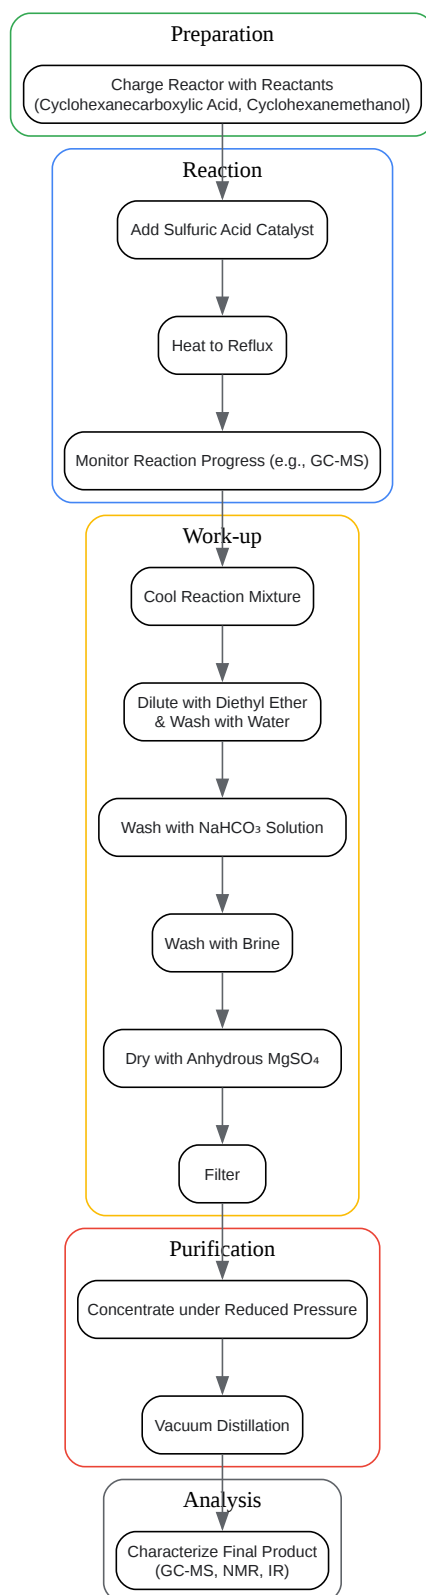 Preparation
Charge Reactor with Reactants
(Cyclohexanecarboxylic Acid, Cyclohexanemethanol)
Reaction
Add Sulfuric Acid Catalyst
Heat to Reflux
Monitor Reaction Progress (e.g., GC-MS)
Work-up
Cool Reaction Mixture
Dilute with Diethyl Ether
& Wash with Water
Wash with NaHCO₃ Solution
Wash with Brine
Dry with Anhydrous MgSO₄
Filter
Purification
Concentrate under Reduced Pressure
Vacuum Distillation
Analysis
Characterize Final Product
(GC-MS, NMR, IR)